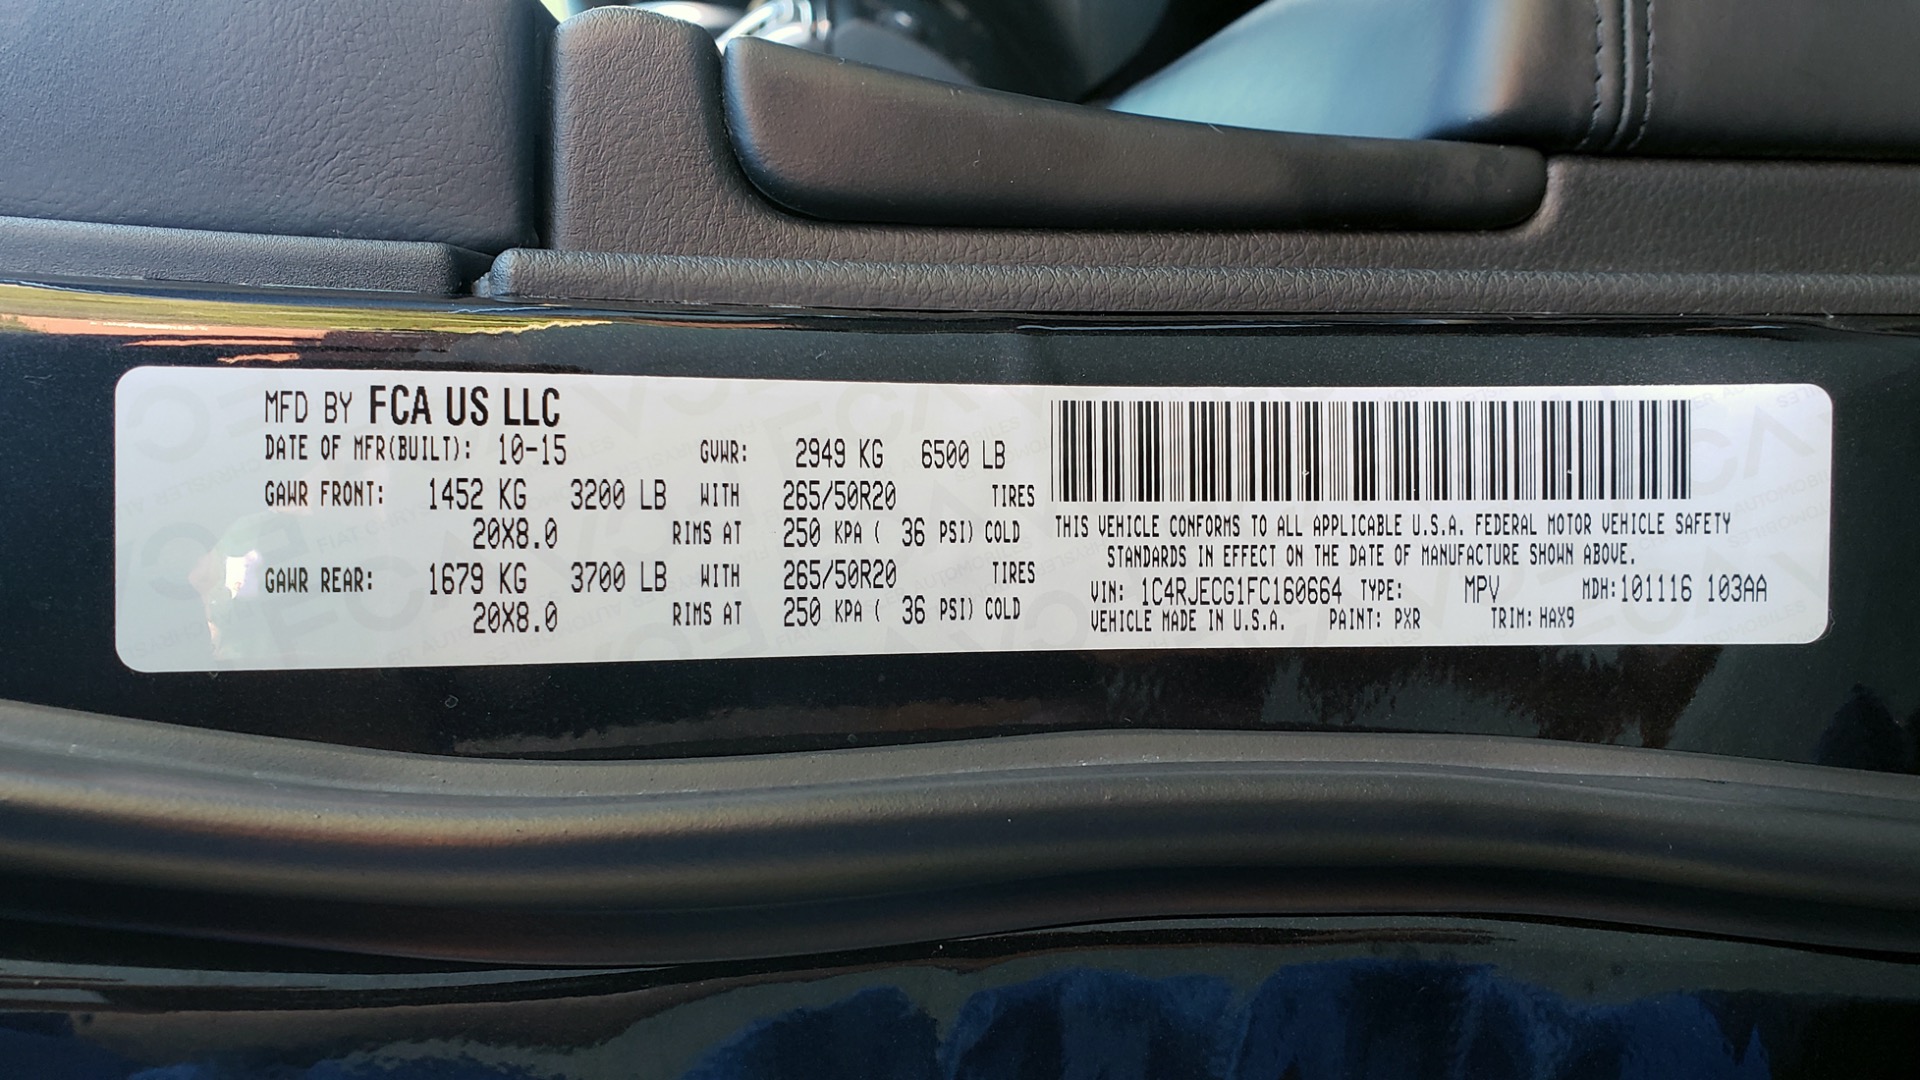 MFD BY FCA US LLC
DATE OF MFR(BUILT): 10-15 GVWR: 2949 KG 6500 LB
GAWR FRONT: 1452 KG 3200 LB WITH 265/50R20 TIRES
20X8.0 RIMS AT 250 KPA ( 36 PSI) COLD
GAWR REAR: 1679 KG 3700 LB WITH 265/50R20 TIRES
20X8.0 RIMS AT 250 KPA ( 36 PSI) COLD
THIS VEHICLE CONFORMS TO ALL APPLICABLE U.S.A. FEDERAL MOTOR VEHICLE SAFETY
STANDARDS IN EFFECT ON THE DATE OF MANUFACTURE SHOWN ABOVE.
VIN: 1C4RJECG1FC160664 TYPE: MPV MDH:101116 103AA
VEHICLE MADE IN U.S.A. PAINT: PXR TRIM: HAX9